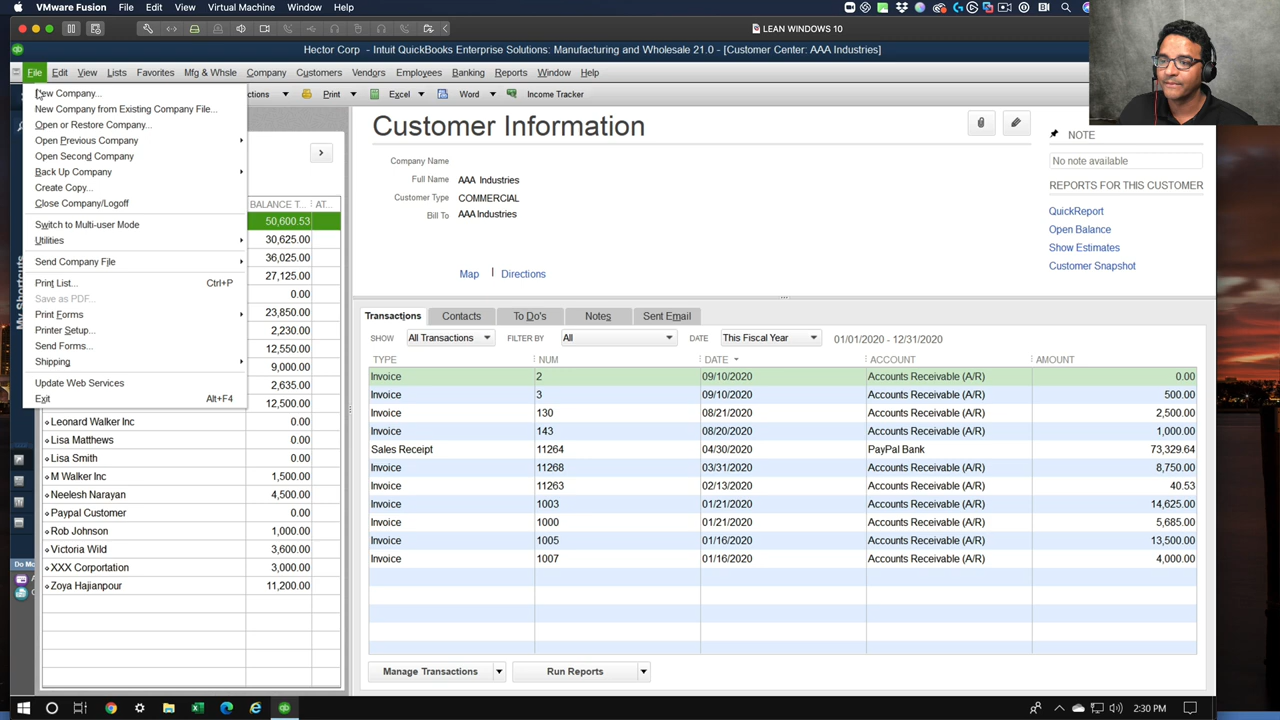 VMware Fusion File Edit View Virtual Machine Window Help
LEAN WINDOWS 10
Hector Corp - Intuit QuickBooks Enterprise Solutions: Manufacturing and Wholesale 21.0 - [Customer Center: AAA Industries]
File Edit View Lists Favorites Mfg & Whsle Company Customers Vendors Employees Banking Reports Window Help
Print Excel Word Income Tracker
New Company...
New Company from Existing Company File...
Open or Restore Company...
Open Previous Company
Open Second Company
Back Up Company
Create Copy...
Close Company/Logoff
Switch to Multi-user Mode
Utilities
Send Company File
Print List... Ctrl+P
Save as PDF...
Print Forms
Printer Setup...
Send Forms...
Shipping
Update Web Services
Exit Alt+F4
BALANCE T... AT...
50,600.53
30,625.00
36,025.00
27,125.00
0.00
23,850.00
2,230.00
12,550.00
9,000.00
2,635.00
12,500.00
Leonard Walker Inc 0.00
Lisa Matthews 0.00
Lisa Smith 0.00
M Walker Inc 1,500.00
Neelesh Narayan 4,500.00
Paypal Customer 0.00
Rob Johnson 1,000.00
Victoria Wild 3,600.00
XXX Corportation 3,000.00
Zoya Hajianpour 11,200.00
My Shortcuts
Customer Information
Company Name
Full Name AAA Industries
Customer Type COMMERCIAL
Bill To AAA Industries
Map | Directions
NOTE
No note available
REPORTS FOR THIS CUSTOMER
QuickReport
Open Balance
Show Estimates
Customer Snapshot
Transactions Contacts To Do's Notes Sent Email
SHOW All Transactions FILTER BY All DATE This Fiscal Year 01/01/2020 - 12/31/2020
TYPE NUM DATE ACCOUNT AMOUNT
Invoice 2 09/10/2020 Accounts Receivable (A/R) 0.00
Invoice 3 09/10/2020 Accounts Receivable (A/R) 500.00
Invoice 130 08/21/2020 Accounts Receivable (A/R) 2,500.00
Invoice 143 08/20/2020 Accounts Receivable (A/R) 1,000.00
Sales Receipt 11264 04/30/2020 PayPal Bank 73,329.64
Invoice 11268 03/31/2020 Accounts Receivable (A/R) 8,750.00
Invoice 11263 02/13/2020 Accounts Receivable (A/R) 40.53
Invoice 1003 01/21/2020 Accounts Receivable (A/R) 14,625.00
Invoice 1000 01/21/2020 Accounts Receivable (A/R) 5,685.00
Invoice 1005 01/16/2020 Accounts Receivable (A/R) 13,500.00
Invoice 1007 01/16/2020 Accounts Receivable (A/R) 4,000.00
Manage Transactions Run Reports
2:30 PM